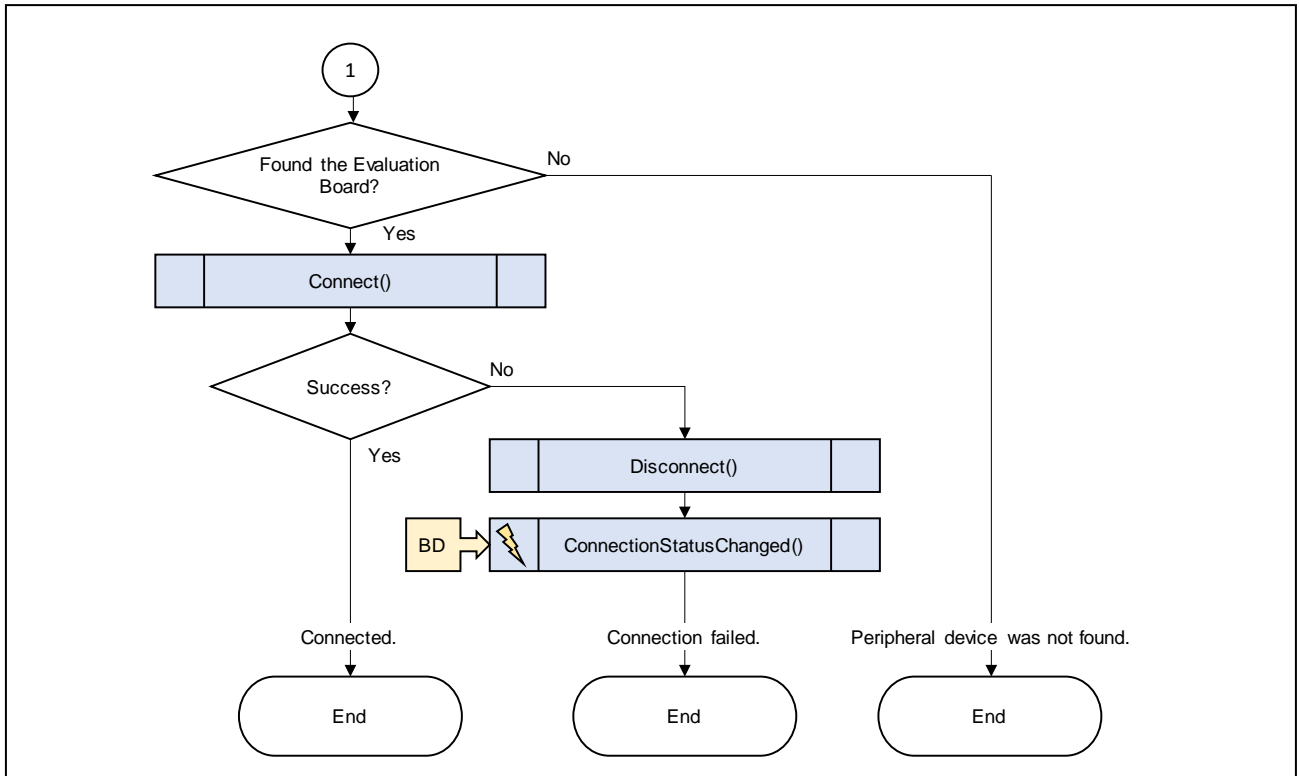 1
Found the Evaluation
Board?
No
Yes
Connect()
Success?
No
Yes
Disconnect()
BD
ConnectionStatusChanged()
Connected.
Connection failed.
Peripheral device was not found.
End
End
End